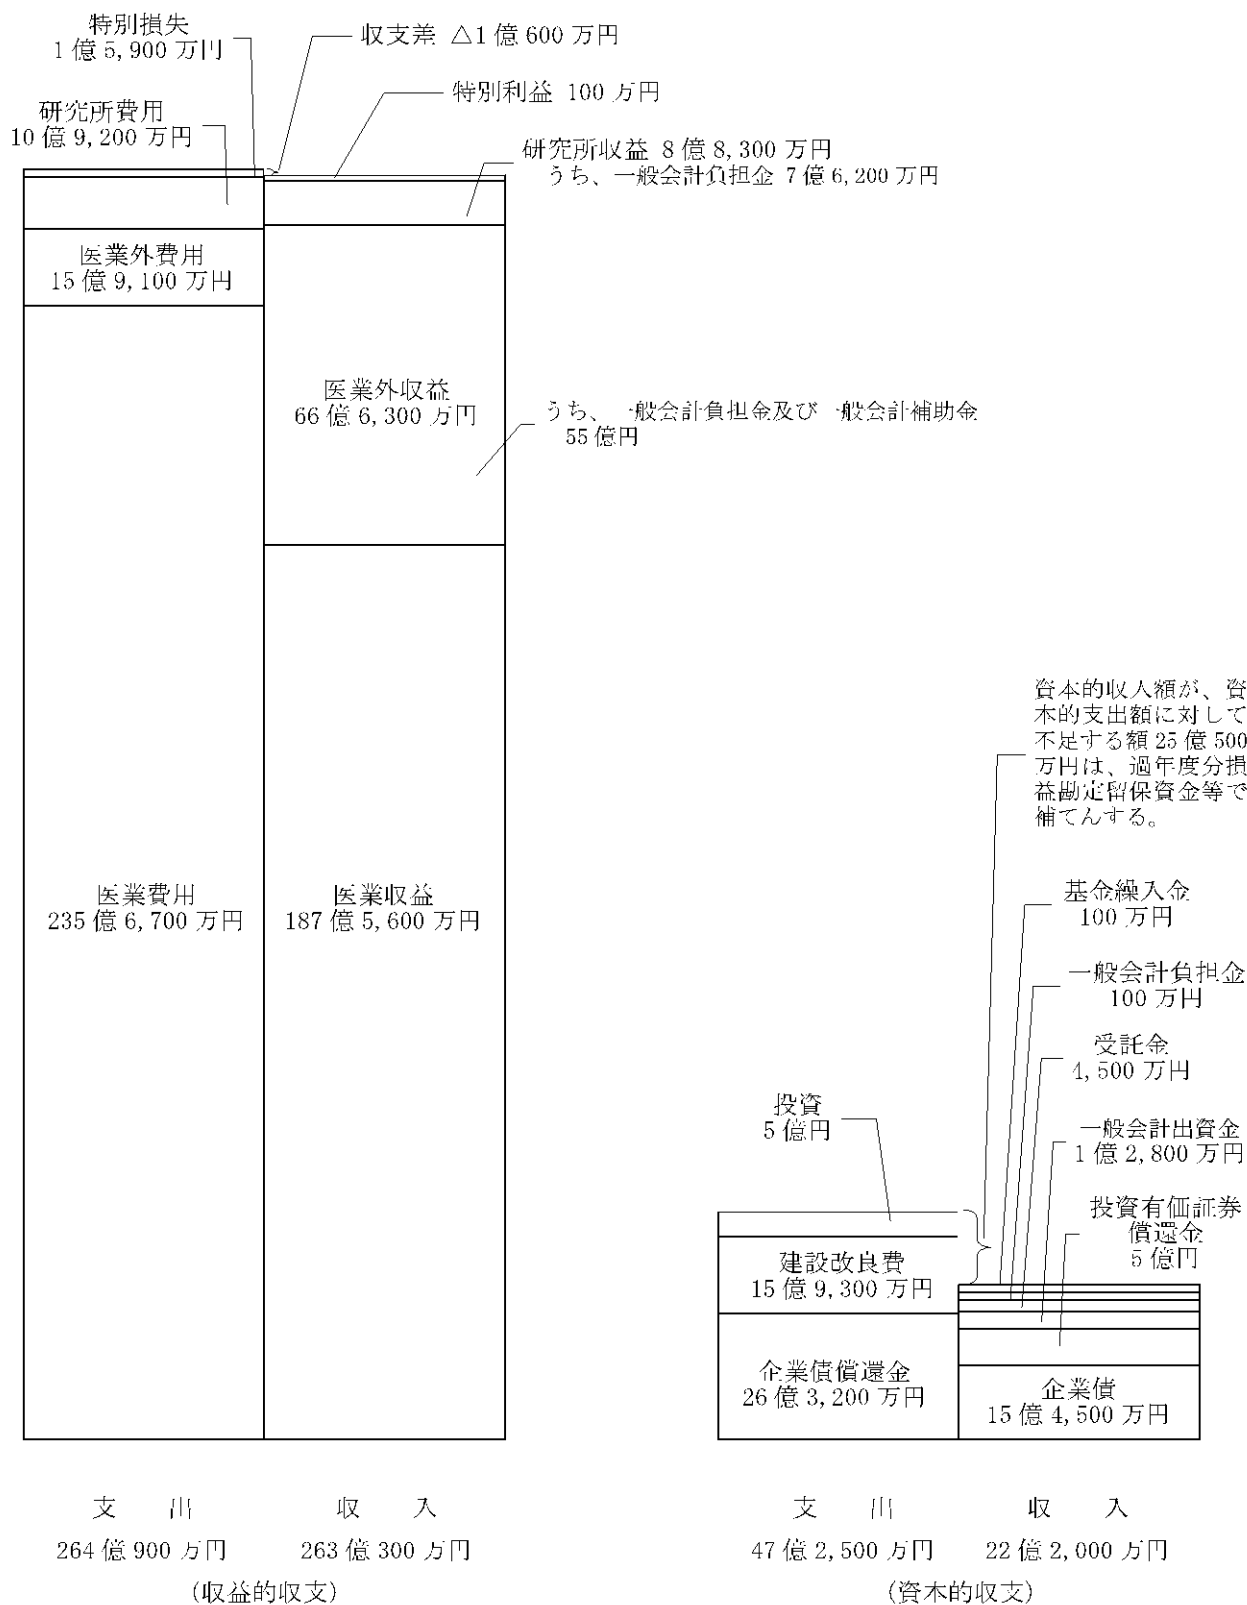 特別損失
1億5,900万円
収支差 △1億600万円
特別利益 100万円
研究所費用
10億9,200万円
研究所収益 8億8,300万円
うち、一般会計負担金 7億6,200万円
医業外費用
15億9,100万円
医業外収益
66億6,300万円
うち、一般会計負担金及び一般会計補助金
55億円
医業費用
235億6,700万円
医業収益
187億5,600万円
資本的収入額が、資
本的支出額に対して
不足する額25億500
万円は、過年度分損
益勘定留保資金等で
補てんする。
基金繰入金
100万円
一般会計負担金
100万円
受託金
4,500万円
一般会計出資金
1億2,800万円
投資有価証券
償還金
5億円
投資
5億円
建設改良費
15億9,300万円
企業債償還金
26億3,200万円
企業債
15億4,500万円
支出
収入
264億900万円
263億300万円
(収益的収支)
支出
収入
47億2,500万円
22億2,000万円
(資本的収支)